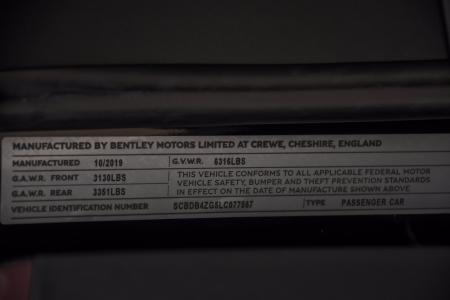 MANUFACTURED BY BENTLEY MOTORS LIMITED AT CREWE, CHESHIRE, ENGLAND
MANUFACTURED 10/2019 G.V.W.R. 6316LBS
G.A.W.R. FRONT 3130LBS THIS VEHICLE CONFORMS TO ALL APPLICABLE FEDERAL MOTOR
VEHICLE SAFETY, BUMPER AND THEFT PREVENTION STANDARDS
G.A.W.R. REAR 3351LBS IN EFFECT ON THE DATE OF MANUFACTURE SHOWN ABOVE
VEHICLE IDENTIFICATION NUMBER SCBDB4ZG5LC077567 TYPE PASSENGER CAR